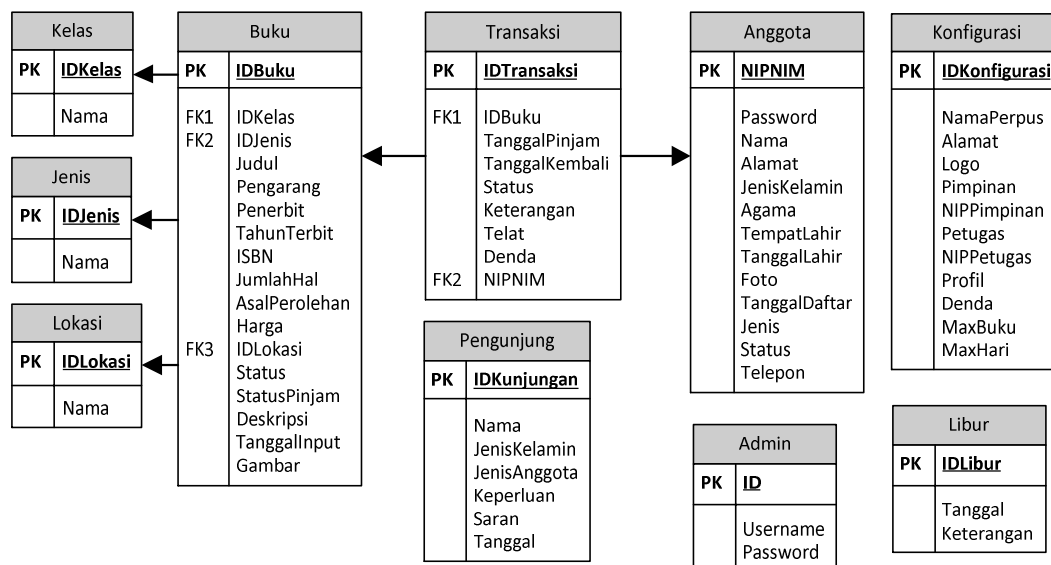 Kelas
PK IDKelas
Nama
Jenis
PK IDJenis
Nama
Lokasi
PK IDLokasi
Nama
Buku
PK IDBuku
FK1 IDKelas
FK2 IDJenis
Judul
Pengarang
Penerbit
TahunTerbit
ISBN
JumlahHal
AsalPerolehan
Harga
FK3 IDLokasi
Status
StatusPinjam
Deskripsi
TanggalInput
Gambar
Transaksi
PK IDTransaksi
FK1 IDBuku
TanggalPinjam
TanggalKembali
Status
Keterangan
Telat
Denda
FK2 NIPNIM
Pengunjung
PK IDKunjungan
Nama
JenisKelamin
JenisAnggota
Keperluan
Saran
Tanggal
Anggota
PK NIPNIM
Password
Nama
Alamat
JenisKelamin
Agama
TempatLahir
TanggalLahir
Foto
TanggalDaftar
Jenis
Status
Telepon
Admin
PK ID
Username
Password
Konfigurasi
PK IDKonfigurasi
NamaPerpus
Alamat
Logo
Pimpinan
NIPPimpinan
Petugas
NIPPetugas
Profil
Denda
MaxBuku
MaxHari
Libur
PK IDLibur
Tanggal
Keterangan